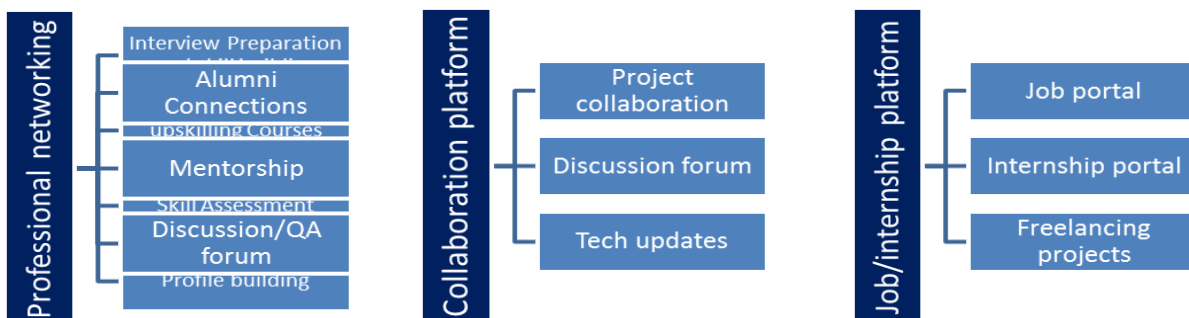 Professional networking
Interview Preparation
Alumni
Connections
upskilling Courses
Mentorship
Skill Assessment
Discussion/QA
forum
Profile building
Collaboration platform
Project
collaboration
Discussion forum
Tech updates
Job/internship platform
Job portal
Internship portal
Freelancing
projects